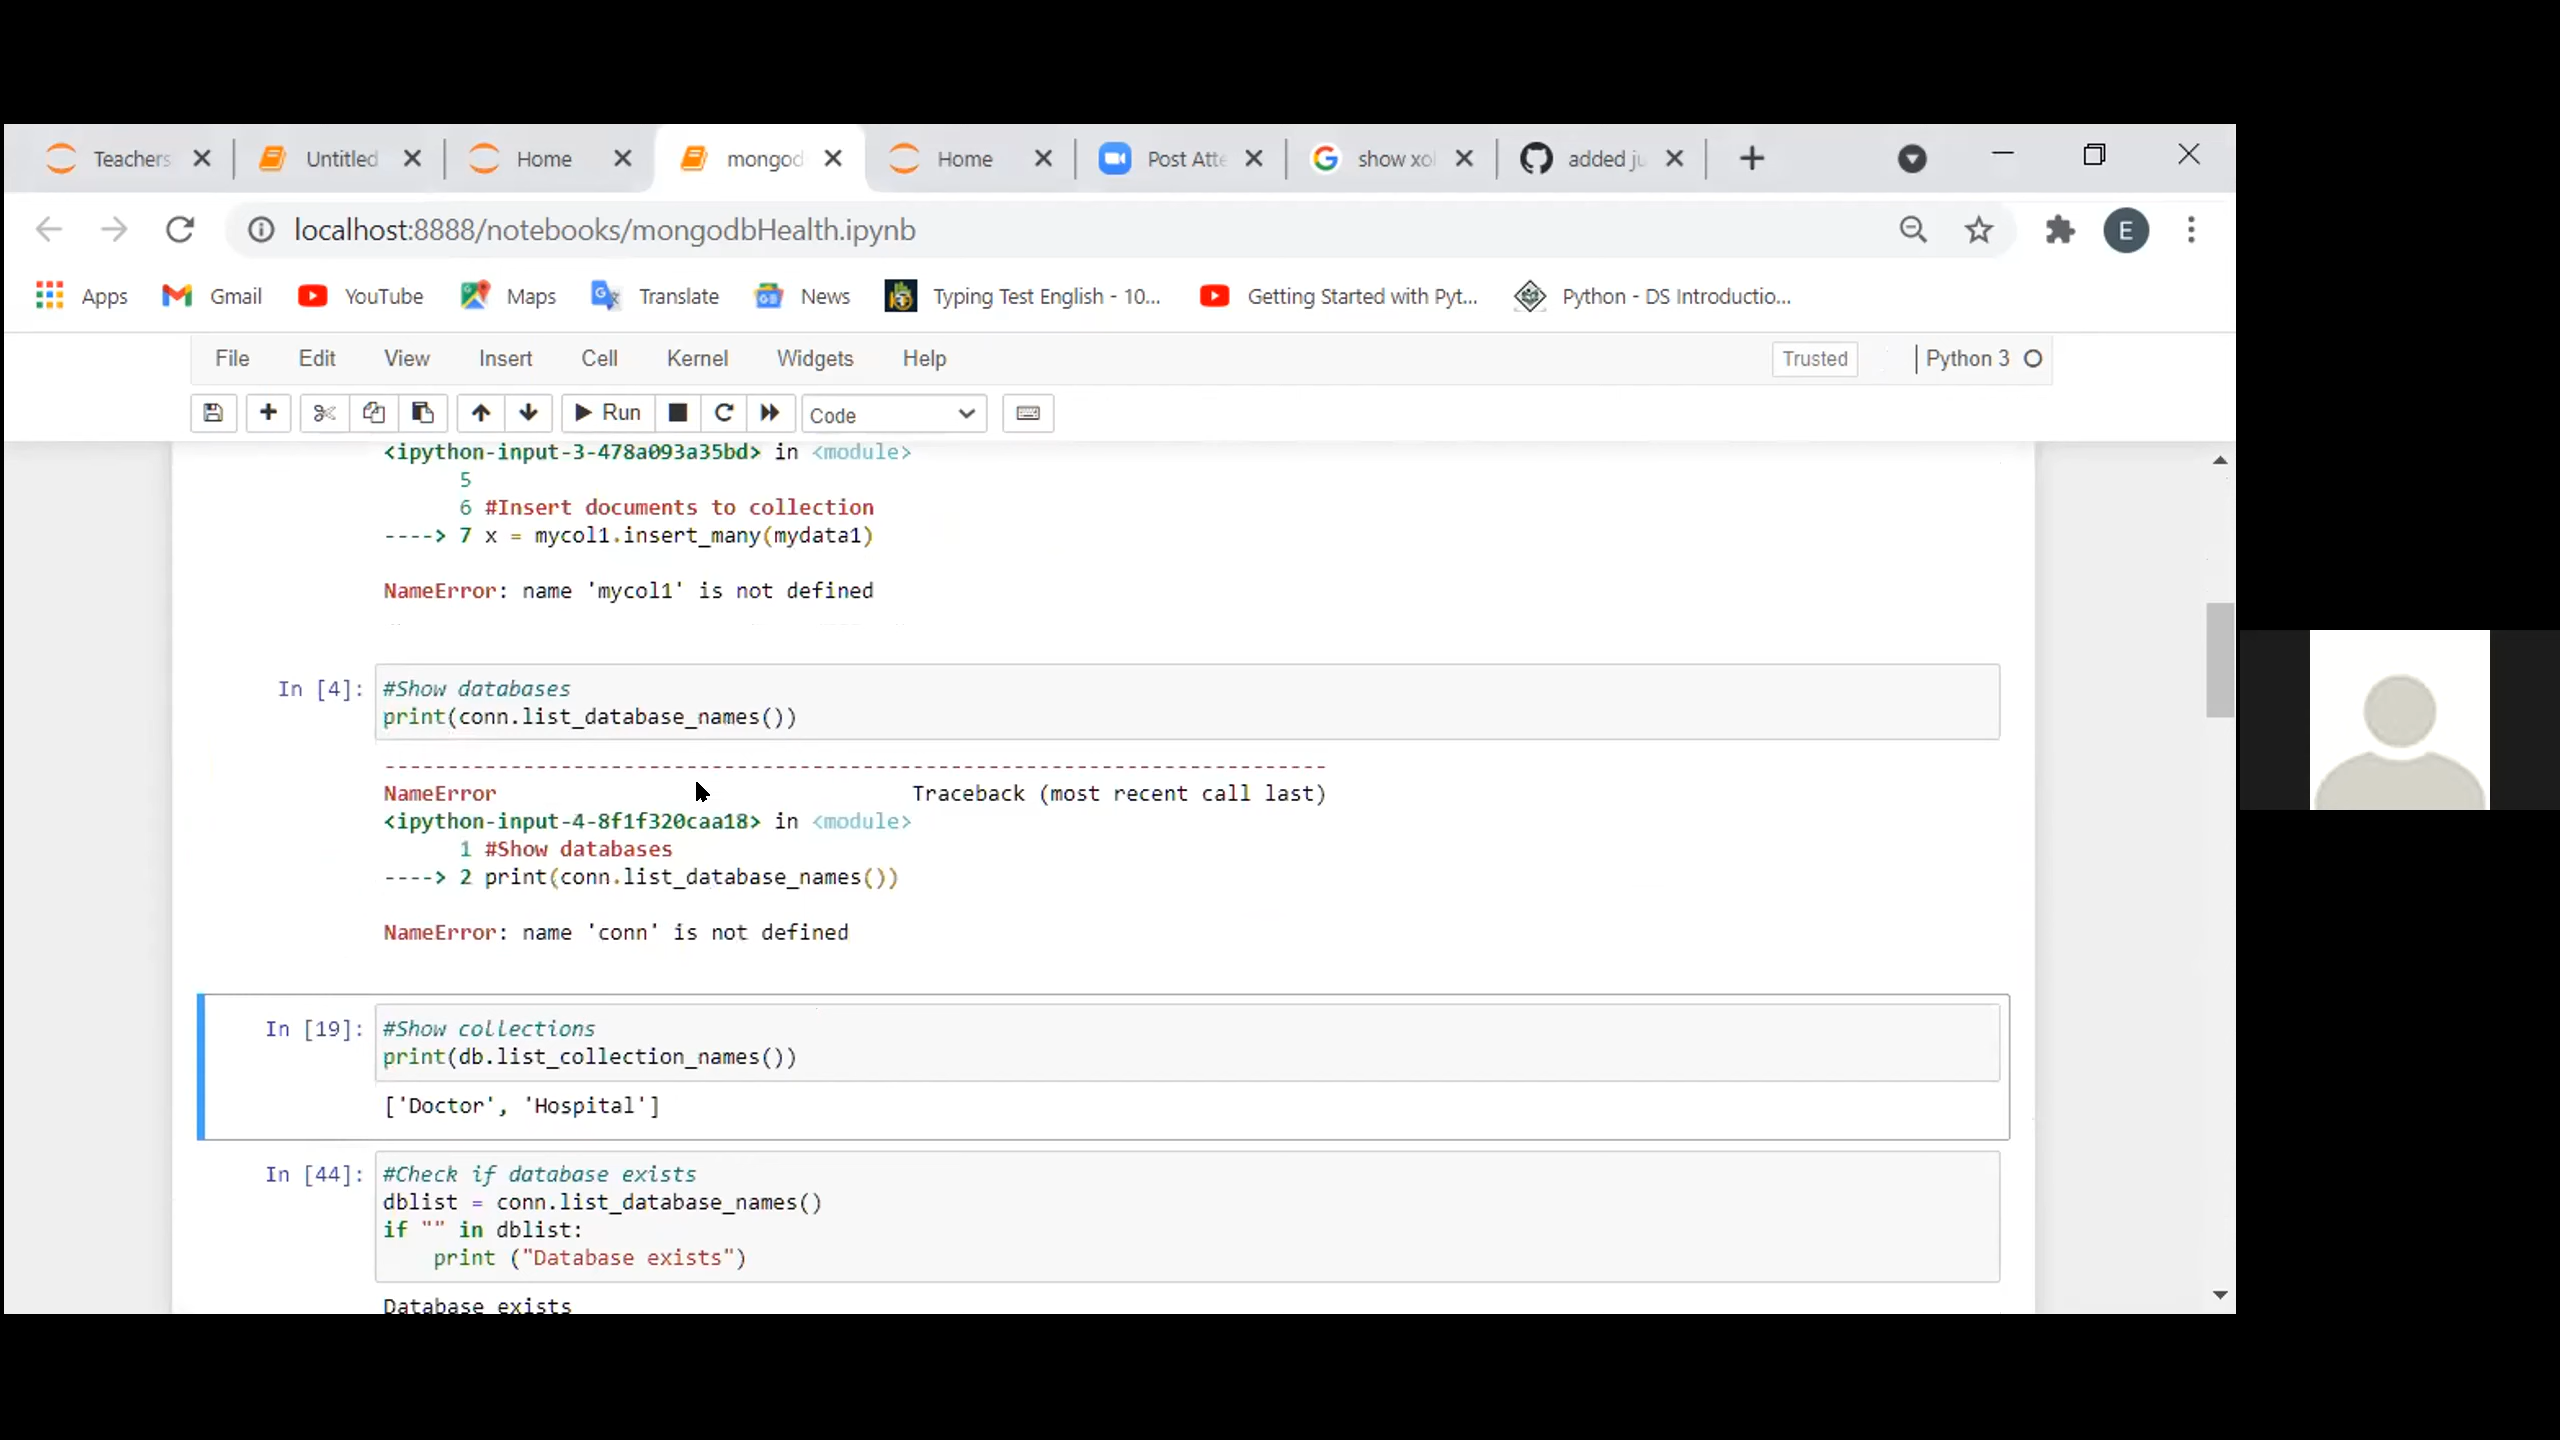 Teachers
Untitled
Home
mongod
Home
Post Atte
show xol
added ju
localhost:8888/notebooks/mongodbHealth.ipynb
E
Apps
Gmail
YouTube
Maps
Translate
News
Typing Test English - 10...
Getting Started with Pyt...
Python - DS Introductio...
File Edit View Insert Cell Kernel Widgets Help
Trusted
Python 3
Run
Code
<ipython-input-3-478a093a35bd> in <module>
5
6 #Insert documents to collection
----> 7 x = mycol1.insert_many(mydata1)
NameError: name 'mycol1' is not defined
In [4]: #Show databases
print(conn.list_database_names())
---------------------------------------------------------------------------
NameError Traceback (most recent call last)
<ipython-input-4-8f1f320caa18> in <module>
1 #Show databases
----> 2 print(conn.list_database_names())
NameError: name 'conn' is not defined
In [19]: #Show collections
print(db.list_collection_names())
['Doctor', 'Hospital']
In [44]: #Check if database exists
dblist = conn.list_database_names()
if "" in dblist:
print ("Database exists")
Database exists